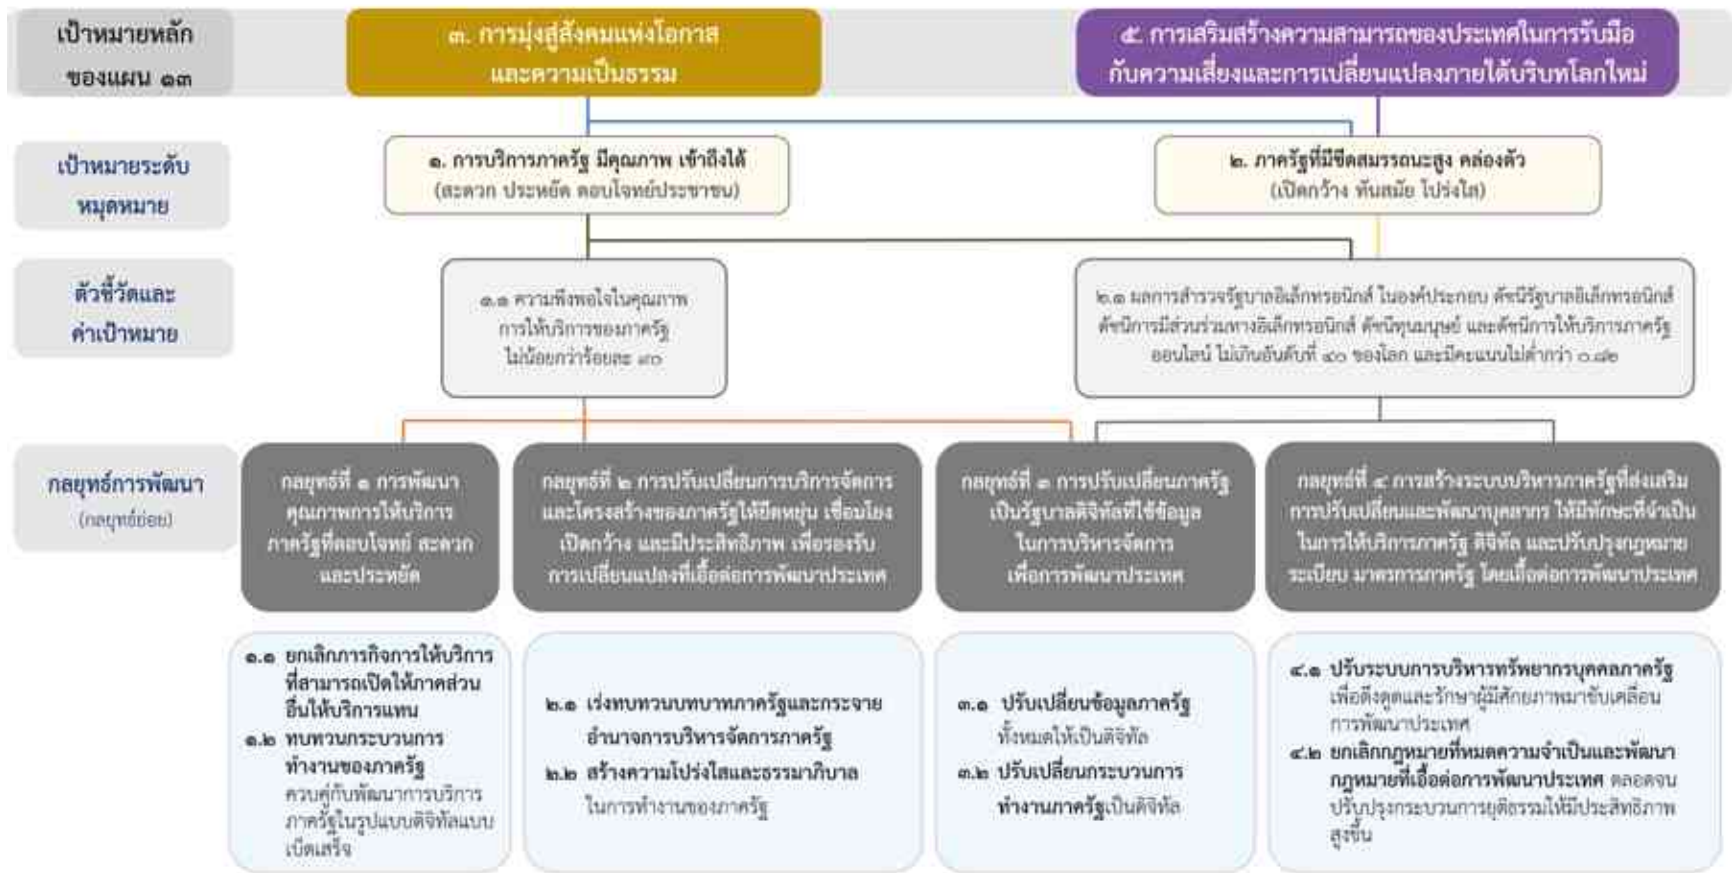 เป้าหมายหลัก
ของแผน ๑๓
๓. การมุ่งสู่สังคมแห่งโอกาส
และความเป็นธรรม
๕. การเสริมสร้างความสามารถของประเทศในการรับมือ
กับความเสี่ยงและการเปลี่ยนแปลงภายใต้บริบทโลกใหม่
เป้าหมายระดับ
หมุดหมาย
๑. การบริการภาครัฐ มีคุณภาพ เข้าถึงได้
(สะดวก ประหยัด ตอบโจทย์ประชาชน)
๒. ภาครัฐที่มีขีดสมรรถนะสูง คล่องตัว
(เปิดกว้าง ทันสมัย โปร่งใส)
ตัวชี้วัดและ
ค่าเป้าหมาย
๑.๑ ความพึงพอใจในคุณภาพ
การให้บริการของภาครัฐ
ไม่น้อยกว่าร้อยละ ๙๐
๒.๑ ผลการสำรวจรัฐบาลอิเล็กทรอนิกส์ ในองค์ประกอบ ดัชนีรัฐบาลอิเล็กทรอนิกส์
ดัชนีการมีส่วนร่วมทางอิเล็กทรอนิกส์ ดัชนีทุนมนุษย์ และดัชนีการให้บริการภาครัฐ
ออนไลน์ ไม่เกินอันดับที่ ๔๐ ของโลก และมีคะแนนไม่ต่ำกว่า ๐.๘๒
กลยุทธ์การพัฒนา
(กลยุทธ์ย่อย)
กลยุทธ์ที่ ๑ การพัฒนา
คุณภาพการให้บริการ
ภาครัฐที่ตอบโจทย์ สะดวก
และประหยัด
กลยุทธ์ที่ ๒ การปรับเปลี่ยนการบริหารจัดการ
และโครงสร้างของภาครัฐให้ยืดหยุ่น เชื่อมโยง
เปิดกว้าง และมีประสิทธิภาพ เพื่อรองรับ
การเปลี่ยนแปลงที่เอื้อต่อการพัฒนาประเทศ
กลยุทธ์ที่ ๓ การปรับเปลี่ยนภาครัฐ
เป็นรัฐบาลดิจิทัลที่ใช้ข้อมูล
ในการบริหารจัดการ
เพื่อการพัฒนาประเทศ
กลยุทธ์ที่ ๔ การสร้างระบบบริหารภาครัฐที่ส่งเสริม
การปรับเปลี่ยนและพัฒนาบุคลากร ให้มีทักษะที่จำเป็น
ในการให้บริการภาครัฐ ดิจิทัล และปรับปรุงกฎหมาย
ระเบียบ มาตรการภาครัฐ โดยเอื้อต่อการพัฒนาประเทศ
๑.๑ ยกเลิกภารกิจการให้บริการ
ที่สามารถเปิดให้ภาคส่วน
อื่นให้บริการแทน
๑.๒ ทบทวนกระบวนการ
ทำงานของภาครัฐ
ควบคู่กับพัฒนาการบริการ
ภาครัฐในรูปแบบดิจิทัลแบบ
เบ็ดเสร็จ
๒.๑ เร่งทบทวนบทบาทภาครัฐและกระจาย
อำนาจการบริหารจัดการภาครัฐ
๒.๒ สร้างความโปร่งใสและธรรมาภิบาล
ในการทำงานของภาครัฐ
๓.๑ ปรับเปลี่ยนข้อมูลภาครัฐ
ทั้งหมดให้เป็นดิจิทัล
๓.๒ ปรับเปลี่ยนกระบวนการ
ทำงานภาครัฐเป็นดิจิทัล
๔.๑ ปรับระบบการบริหารทรัพยากรบุคคลภาครัฐ
เพื่อดึงดูดและรักษาผู้มีศักยภาพมาขับเคลื่อน
การพัฒนาประเทศ
๔.๒ ยกเลิกกฎหมายที่หมดความจำเป็นและพัฒนา
กฎหมายที่เอื้อต่อการพัฒนาประเทศ ตลอดจน
ปรับปรุงกระบวนการยุติธรรมให้มีประสิทธิภาพ
สูงขึ้น